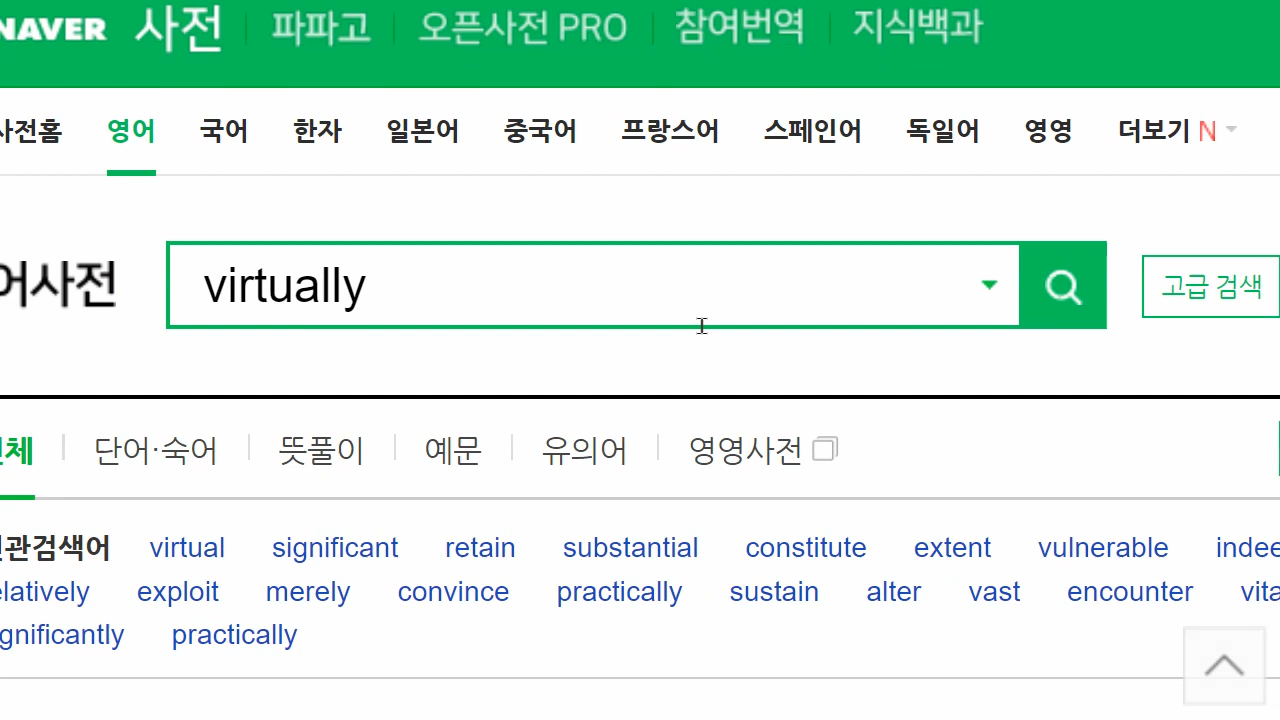 NAVER 사전 파파고 오픈사전 PRO 참여번역 지식백과
사전홈 영어 국어 한자 일본어 중국어 프랑스어 스페인어 독일어 영영 더보기 N
어사전 virtually 고급 검색
전체 단어·숙어 뜻풀이 예문 유의어 영영사전
연관검색어 virtual significant retain substantial constitute extent vulnerable indee
elatively exploit merely convince practically sustain alter vast encounter vita
gnificantly practically